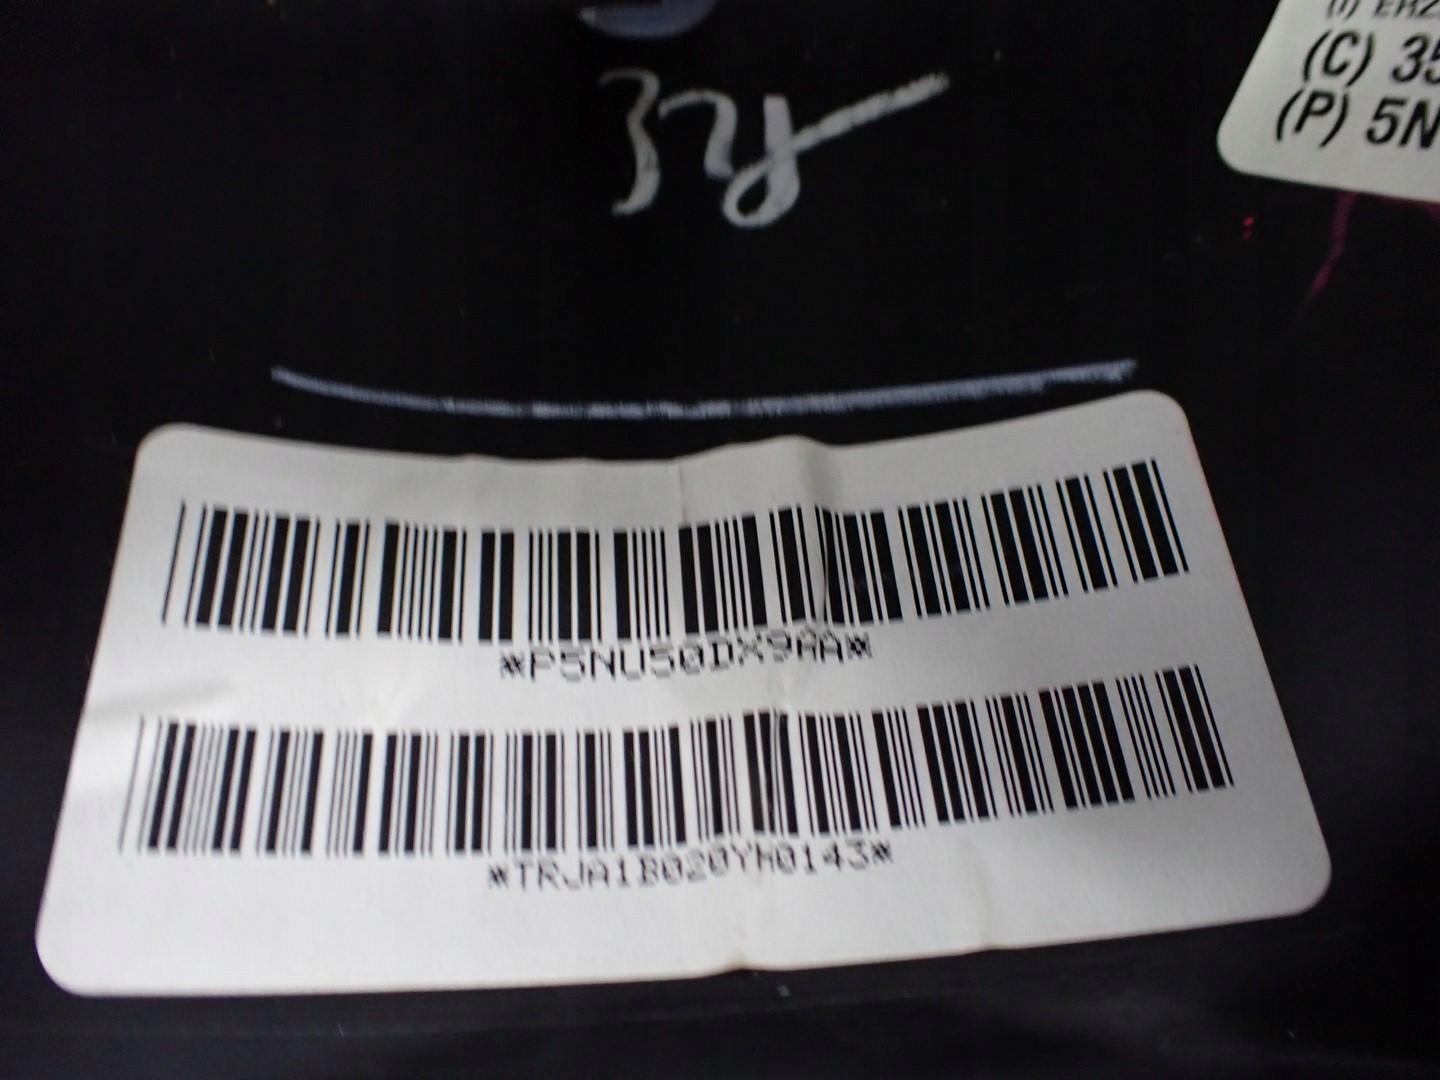 (C) 35
(P) 5N
*P5NU50DX9AA*
*TRJA1B020YH0143*